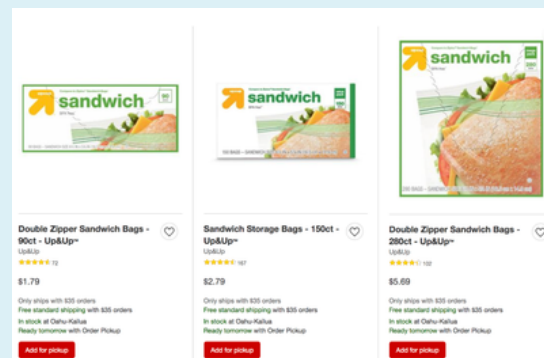 sandwich
Double Zipper Sandwich Bags -
90ct - Up&Up™
Up&Up
72
$1.79
Only ships with $35 orders
Free standard shipping with $35 orders
In stock at Oahu-Kailua
Ready tomorrow with Order Pickup
Add for pickup
sandwich
Sandwich Storage Bags - 150ct -
Up&Up™
Up&Up
167
$2.79
Only ships with $35 orders
Free standard shipping with $35 orders
In stock at Oahu-Kailua
Ready tomorrow with Order Pickup
Add for pickup
sandwich
Double Zipper Sandwich Bags -
280ct - Up&Up™
Up&Up
132
$5.69
Only ships with $35 orders
Free standard shipping with $35 orders
In stock at Oahu-Kailua
Ready tomorrow with Order Pickup
Add for pickup